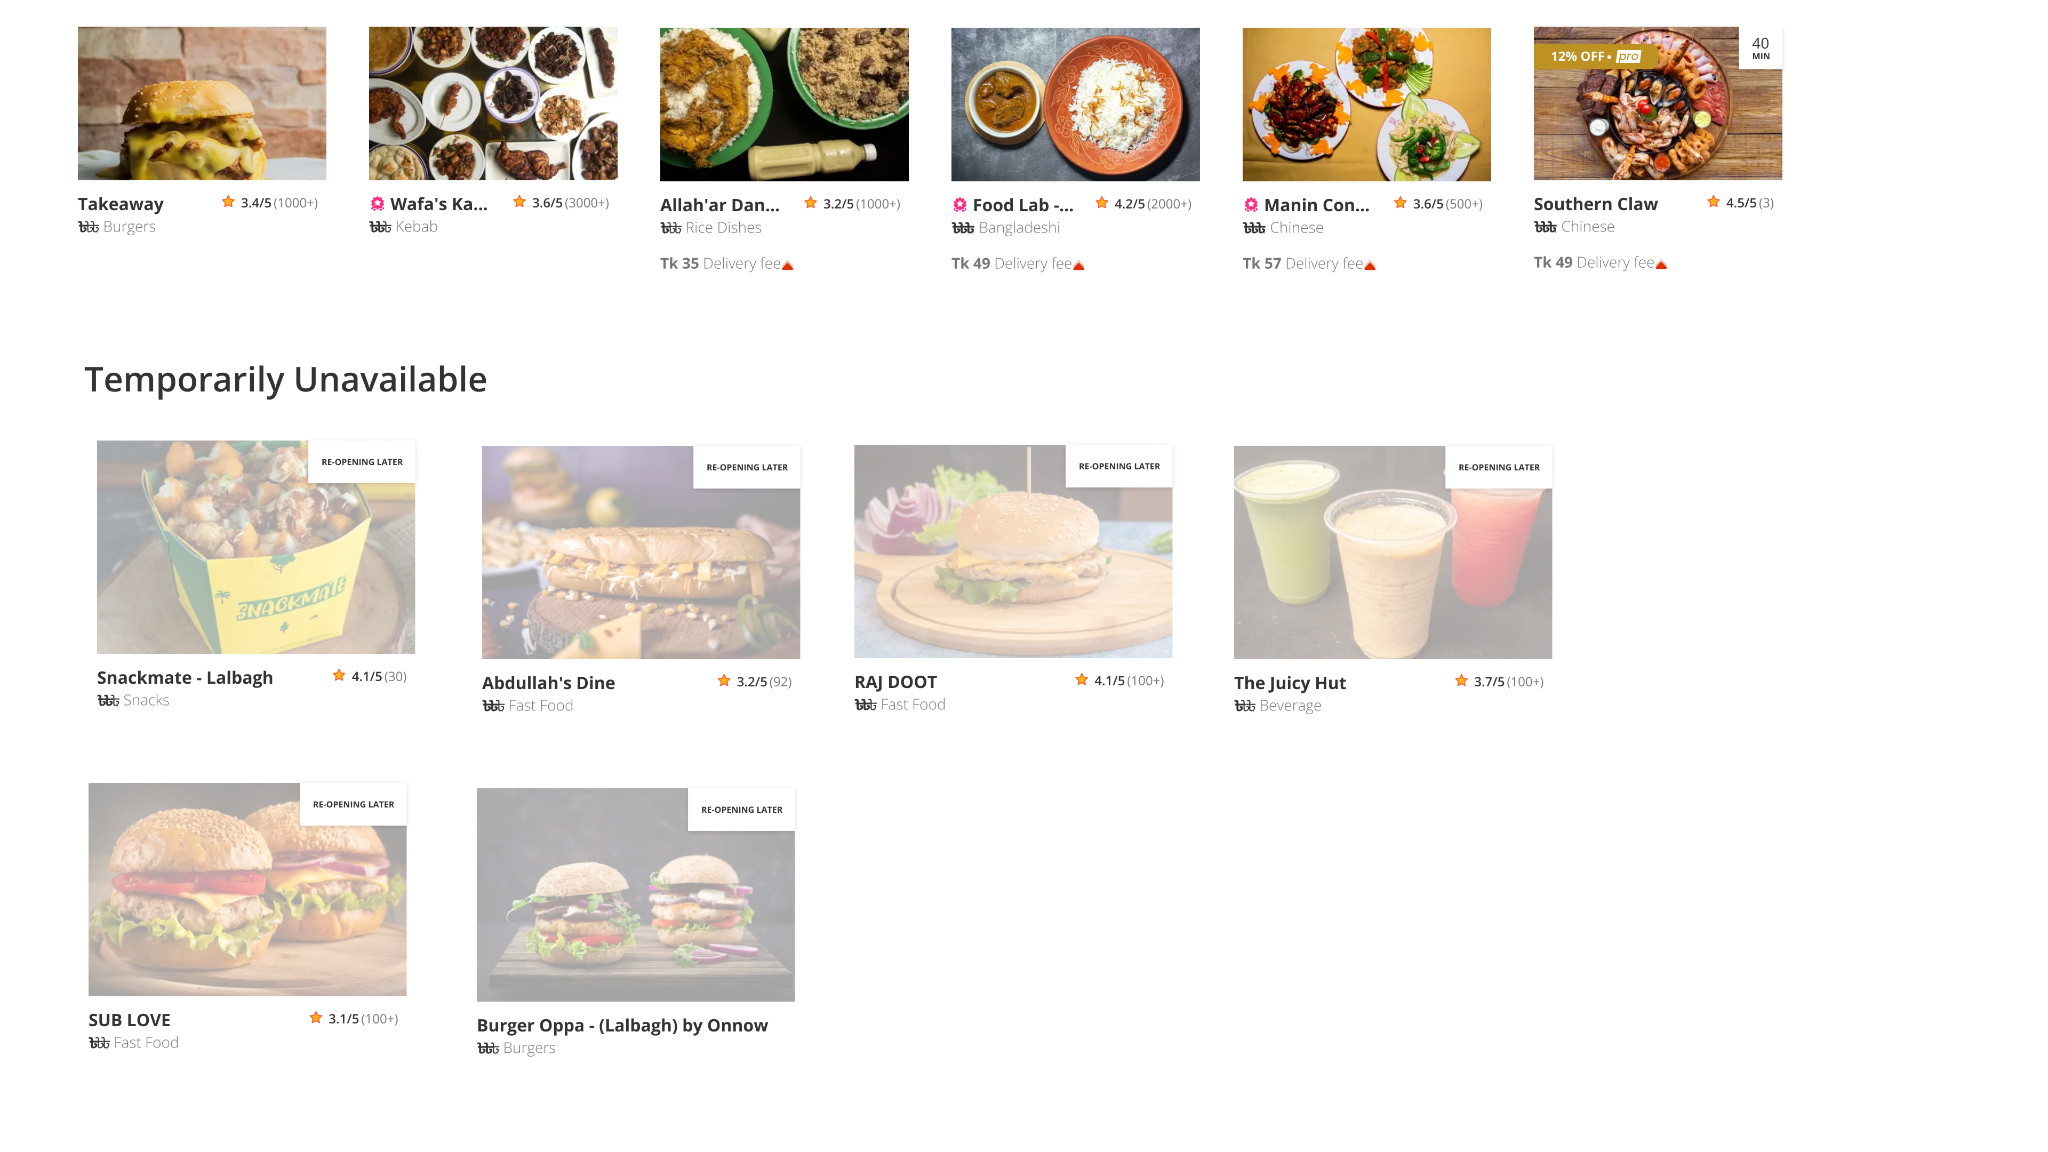 12% OFF • pro
40
MIN
Takeaway 3.4/5 (1000+)
৳৳৳ Burgers
Wafa's Ka... 3.6/5 (3000+)
৳৳৳ Kebab
Allah'ar Dan... 3.2/5 (1000+)
৳৳৳ Rice Dishes
Tk 35 Delivery fee
Food Lab -... 4.2/5 (2000+)
৳৳৳ Bangladeshi
Tk 49 Delivery fee
Manin Con... 3.6/5 (500+)
৳৳৳ Chinese
Tk 57 Delivery fee
Southern Claw 4.5/5 (3)
৳৳৳ Chinese
Tk 49 Delivery fee
Temporarily Unavailable
RE-OPENING LATER
SNACKMATE
Snackmate - Lalbagh 4.1/5 (30)
৳৳৳ Snacks
RE-OPENING LATER
Abdullah's Dine 3.2/5 (92)
৳৳৳ Fast Food
RE-OPENING LATER
RAJ DOOT 4.1/5 (100+)
৳৳৳ Fast Food
RE-OPENING LATER
The Juicy Hut 3.7/5 (100+)
৳৳৳ Beverage
RE-OPENING LATER
SUB LOVE 3.1/5 (100+)
৳৳৳ Fast Food
RE-OPENING LATER
Burger Oppa - (Lalbagh) by Onnow
৳৳৳ Burgers